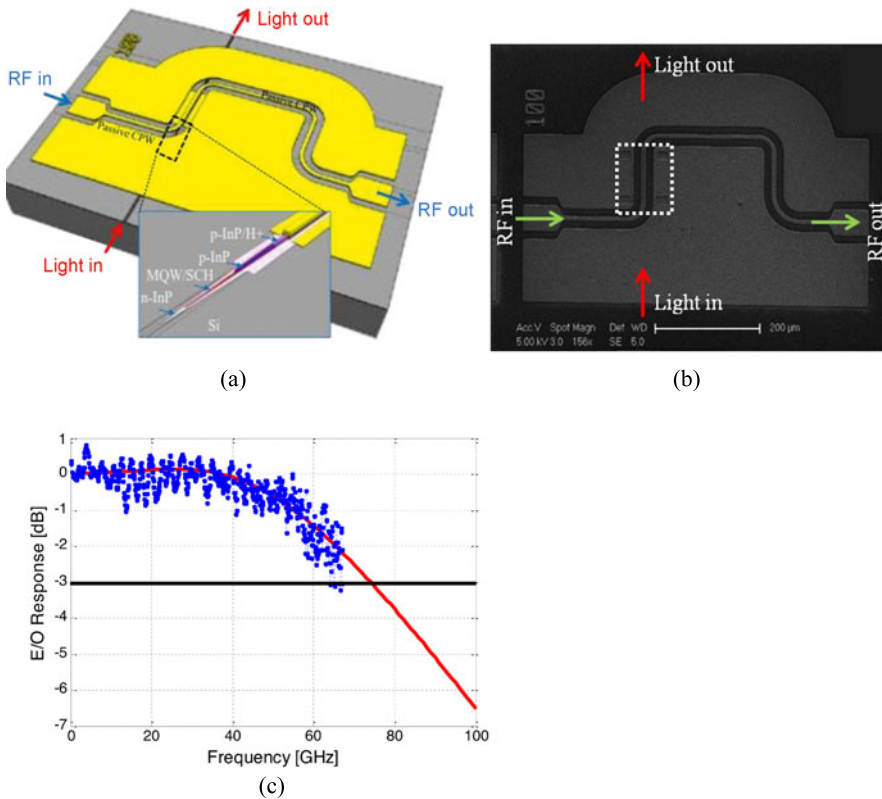 Light out
100
RF in
Passive CPW
Passive CPW
RF out
Light in
p-InP/H+
p-InP
MQW/SCH
n-InP
Si
(a)
100
Light out
RF in
RF out
Light in
Acc.V Spot Magn Det WD
5.00 kV 3.0 156x SE 5.0
200 µm
(b)
1
0
-1
-2
-3
-4
-5
-6
-7
E/O Response [dB]
0 20 40 60 80 100
Frequency [GHz]
(c)